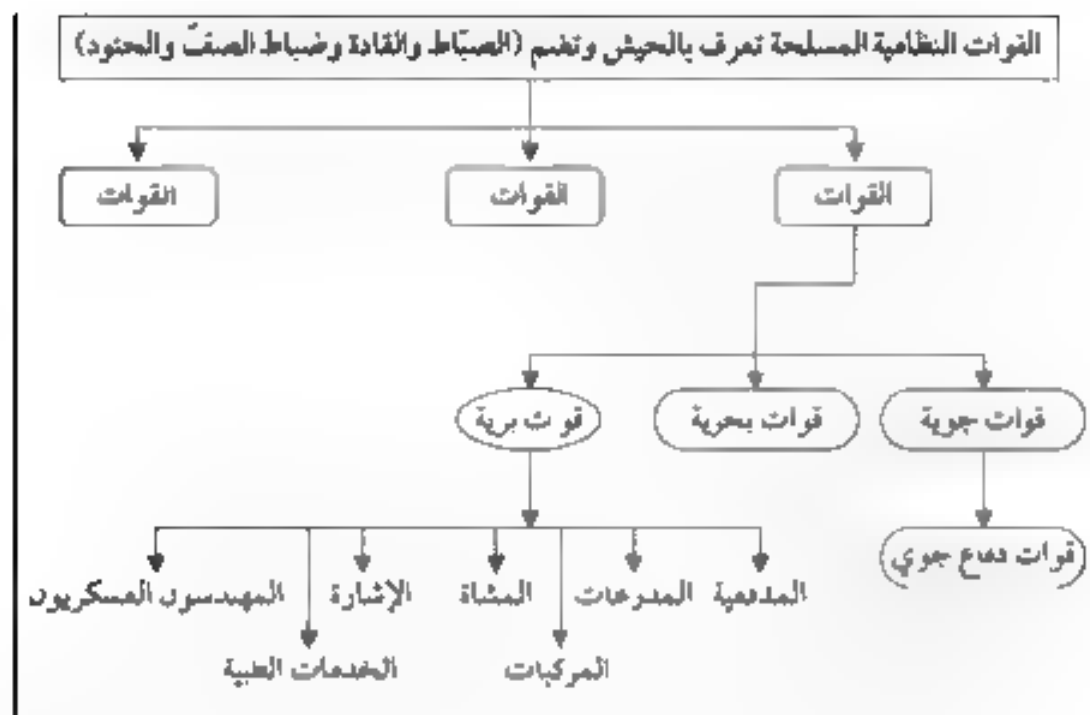 القوات النظامية المسلحة تعرف بالجيش وتضم (الضبّاط والقادة وضباط الصفّ والجنود)
القوات
القوات
القوات
قوات جوية
قوات بحرية
قوات برية
قوات دفاع جوي
المدفعية
المدرعات
المشاة
الإشارة
المهندسون العسكريون
المركبات
الخدمات الطبية